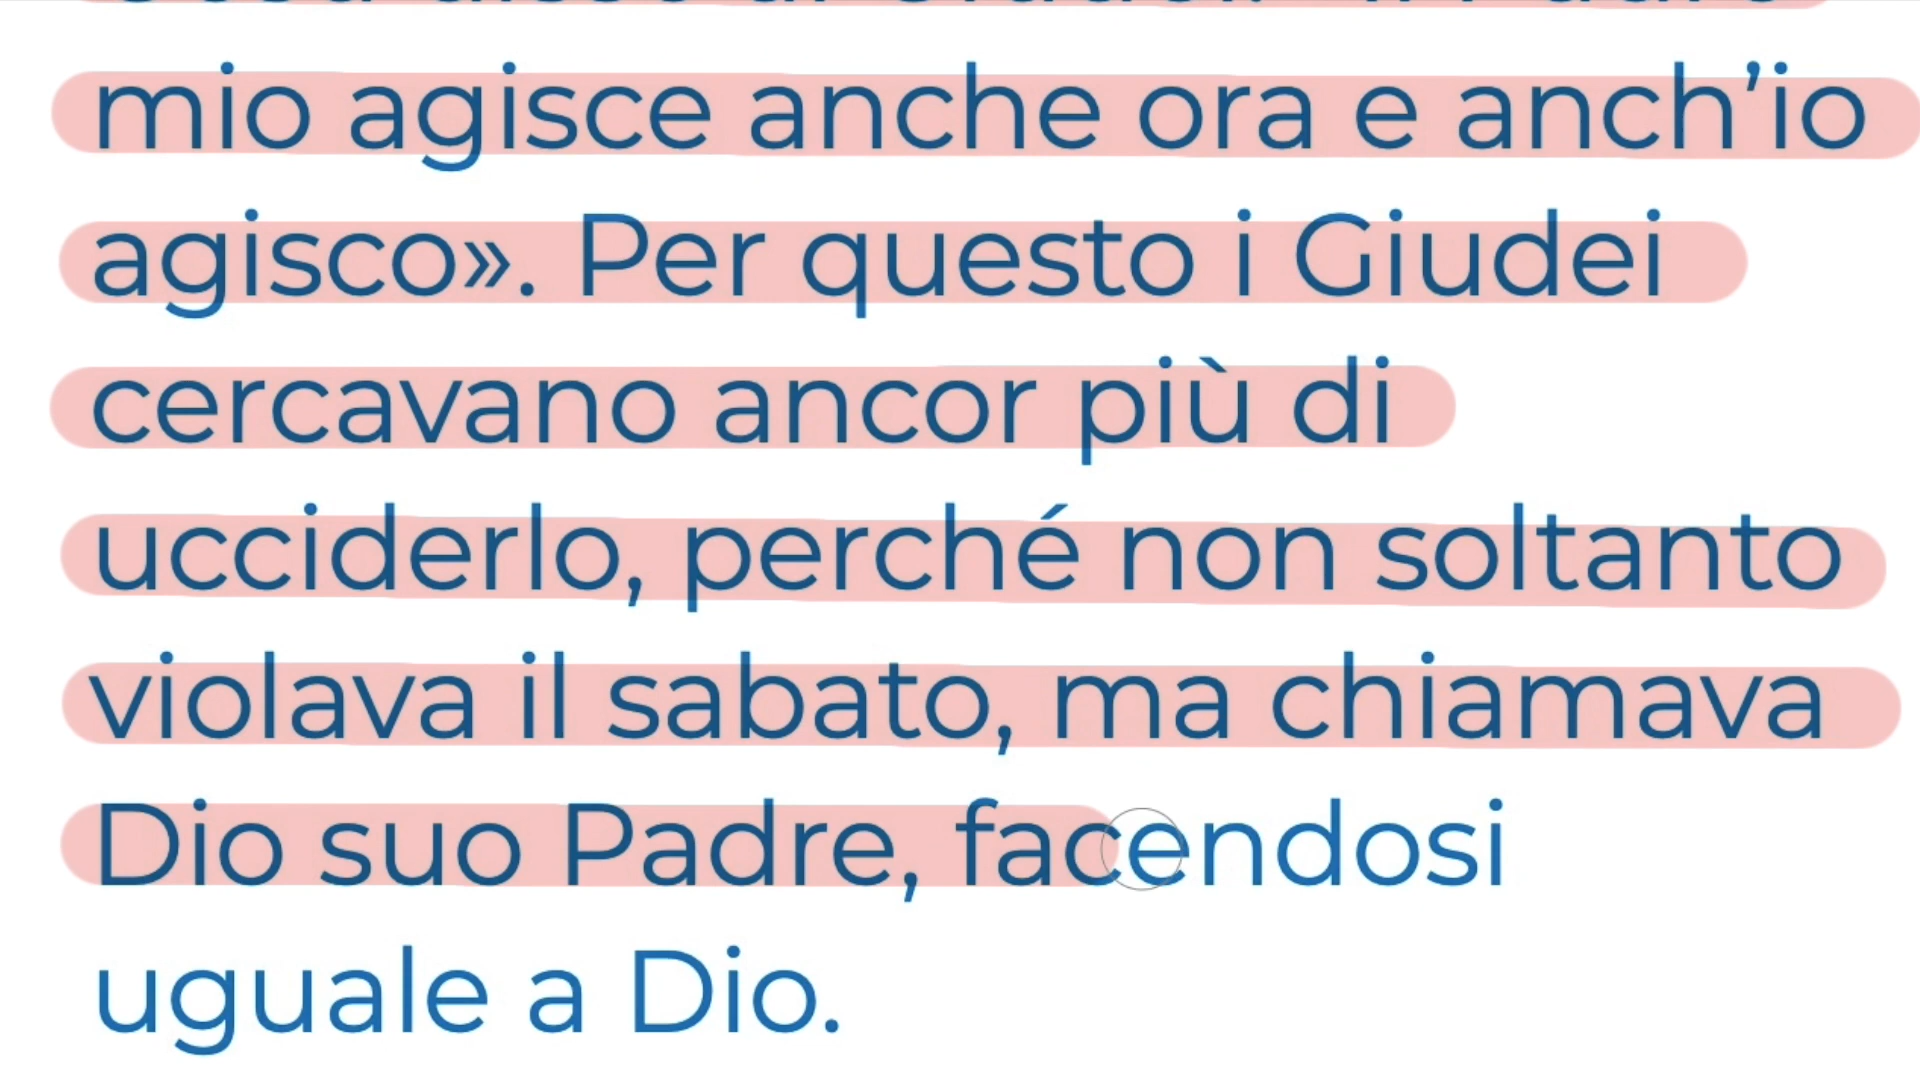 mio agisce anche ora e anch’io
agisco». Per questo i Giudei
cercavano ancor più di
ucciderlo, perché non soltanto
violava il sabato, ma chiamava
Dio suo Padre, facendosi
uguale a Dio.